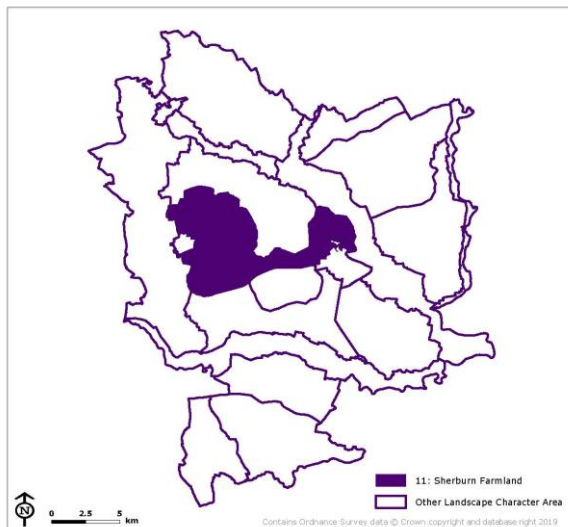 11: Sherburn Farmland
Other Landscape Character Area
N
0 2.5 5
km
Contains Ordnance Survey data © Crown copyright and database right 2019